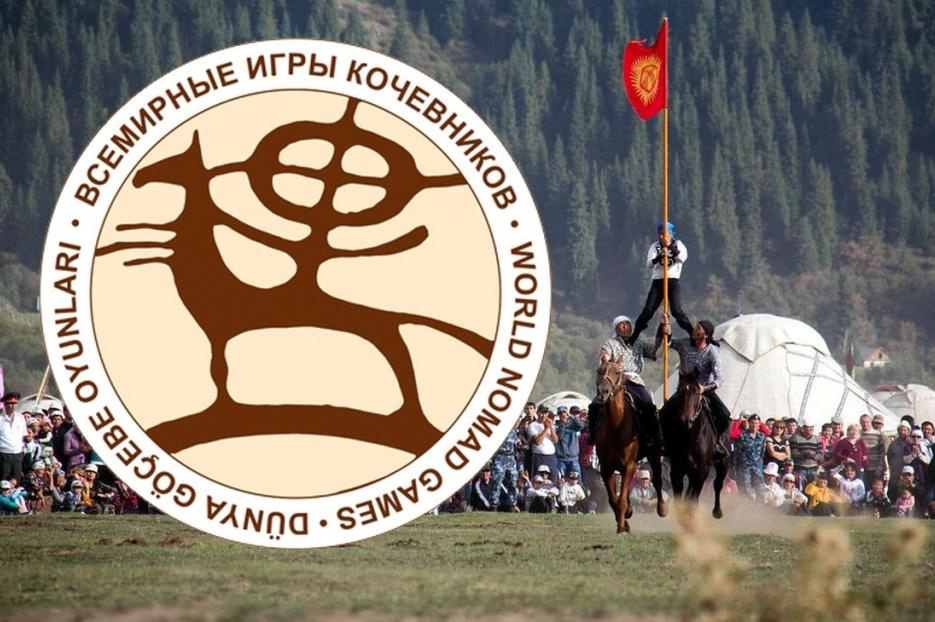 ВСЕМИРНЫЕ ИГРЫ КОЧЕВНИКОВ
• WORLD NOMAD GAMES
• DÜNYA GÖÇEBE OYUNLARI •